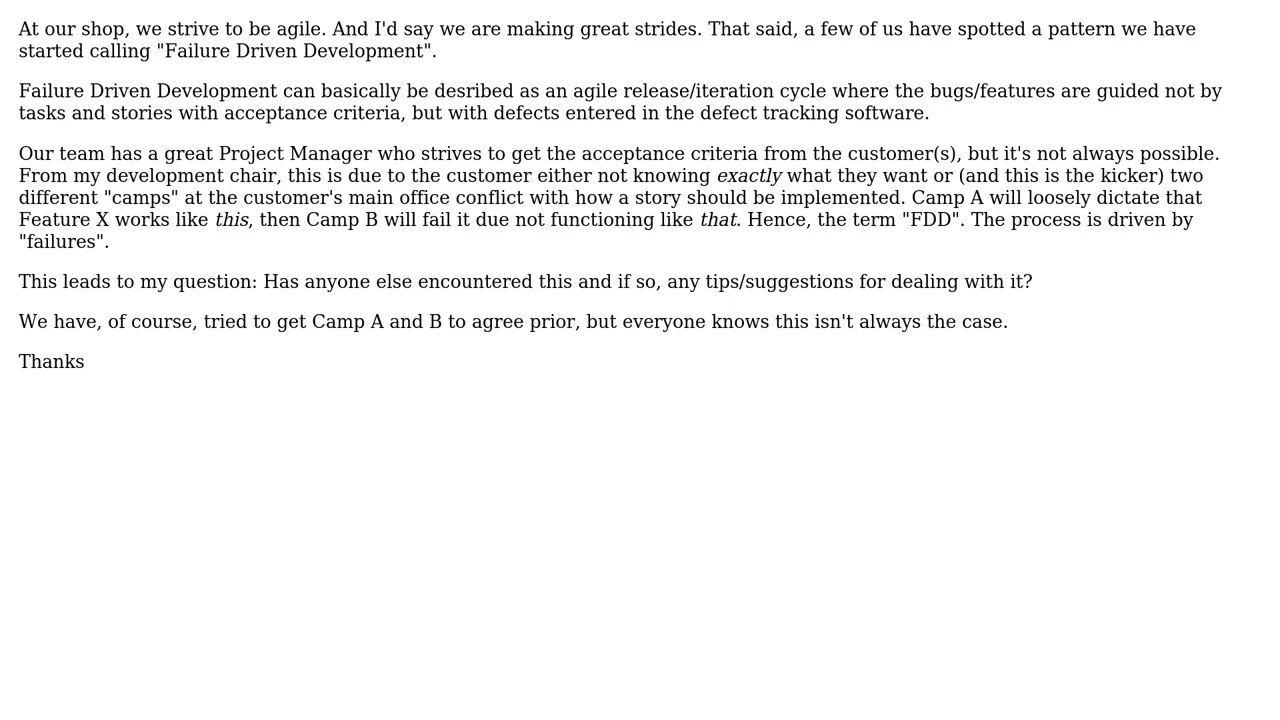 At our shop, we strive to be agile. And I'd say we are making great strides. That said, a few of us have spotted a pattern we have
started calling "Failure Driven Development".
Failure Driven Development can basically be desribed as an agile release/iteration cycle where the bugs/features are guided not by
tasks and stories with acceptance criteria, but with defects entered in the defect tracking software.
Our team has a great Project Manager who strives to get the acceptance criteria from the customer(s), but it's not always possible.
From my development chair, this is due to the customer either not knowing exactly what they want or (and this is the kicker) two
different "camps" at the customer's main office conflict with how a story should be implemented. Camp A will loosely dictate that
Feature X works like this, then Camp B will fail it due not functioning like that. Hence, the term "FDD". The process is driven by
"failures".
This leads to my question: Has anyone else encountered this and if so, any tips/suggestions for dealing with it?
We have, of course, tried to get Camp A and B to agree prior, but everyone knows this isn't always the case.
Thanks